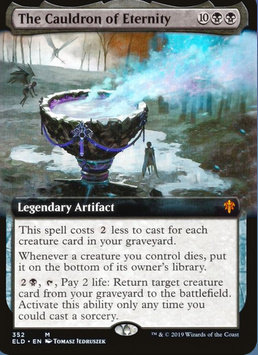 The Cauldron of Eternity 10
Legendary Artifact
This spell costs 2 less to cast for each
creature card in your graveyard.
Whenever a creature you control dies, put
it on the bottom of its owner's library.
2, , Pay 2 life: Return target creature
card from your graveyard to the battlefield.
Activate this ability only any time you
could cast a sorcery.
352 M
ELD • EN Tomasz Jedruszek
™ & © 2019 Wizards of the Coast